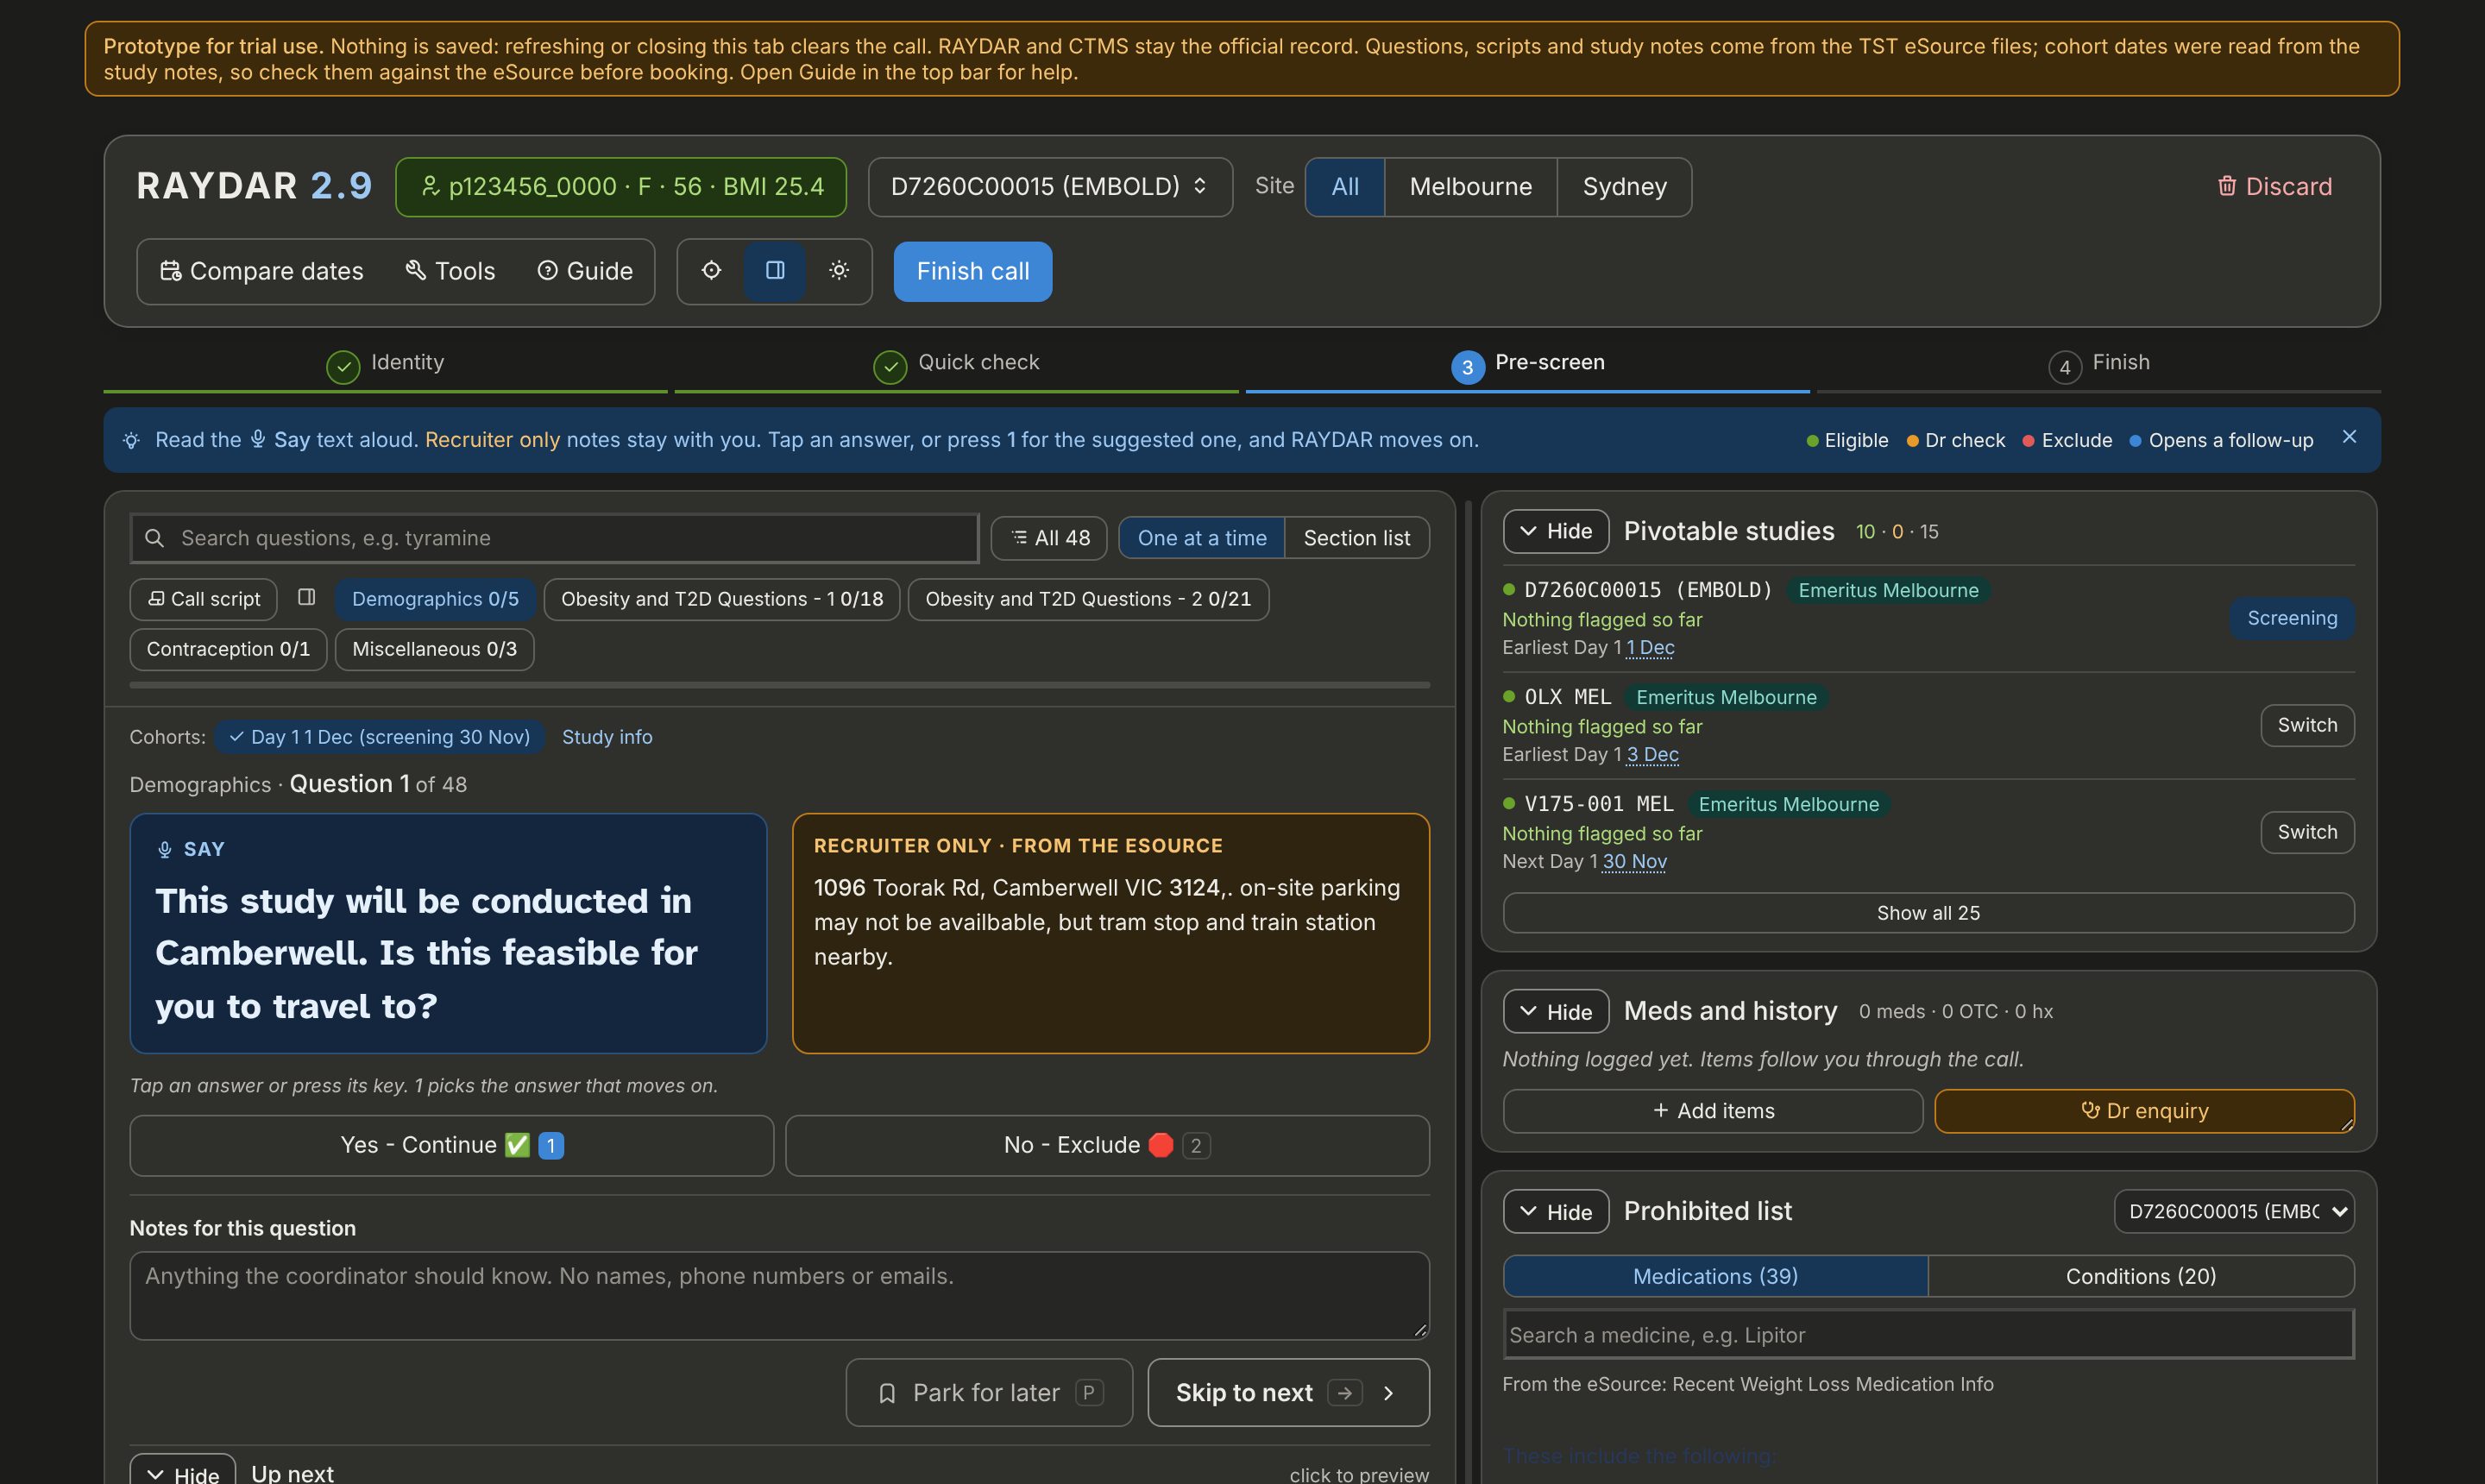 Prototype for trial use. Nothing is saved: refreshing or closing this tab clears the call. RAYDAR and CTMS stay the official record. Questions, scripts and study notes come from the TST eSource files; cohort dates were read from the
study notes, so check them against the eSource before booking. Open Guide in the top bar for help.
RAYDAR 2.9
p123456_0000 · F · 56 · BMI 25.4
D7260C00015 (EMBOLD)
Site All Melbourne Sydney
Discard
Compare dates Tools Guide
Finish call
Identity
Quick check
3 Pre-screen
4 Finish
Read the Say text aloud. Recruiter only notes stay with you. Tap an answer, or press 1 for the suggested one, and RAYDAR moves on.
Eligible Dr check Exclude Opens a follow-up
Search questions, e.g. tyramine
All 48
One at a time Section list
Call script
Demographics 0/5
Obesity and T2D Questions - 1 0/18
Obesity and T2D Questions - 2 0/21
Contraception 0/1
Miscellaneous 0/3
Cohorts: Day 1 1 Dec (screening 30 Nov) Study info
Demographics · Question 1 of 48
SAY
This study will be conducted in
Camberwell. Is this feasible for
you to travel to?
RECRUITER ONLY · FROM THE ESOURCE
1096 Toorak Rd, Camberwell VIC 3124,. on-site parking
may not be availbable, but tram stop and train station
nearby.
Tap an answer or press its key. 1 picks the answer that moves on.
Yes - Continue ✅ 1
No - Exclude 🛑 2
Notes for this question
Anything the coordinator should know. No names, phone numbers or emails.
Park for later P
Skip to next →
Hide Up next
click to preview
Hide Pivotable studies 10 · 0 · 15
D7260C00015 (EMBOLD) Emeritus Melbourne
Nothing flagged so far
Earliest Day 1 1 Dec
Screening
OLX MEL Emeritus Melbourne
Nothing flagged so far
Earliest Day 1 3 Dec
Switch
V175-001 MEL Emeritus Melbourne
Nothing flagged so far
Next Day 1 30 Nov
Switch
Show all 25
Hide Meds and history 0 meds · 0 OTC · 0 hx
Nothing logged yet. Items follow you through the call.
+ Add items
Dr enquiry
Hide Prohibited list
D7260C00015 (EMBO
Medications (39)
Conditions (20)
Search a medicine, e.g. Lipitor
From the eSource: Recent Weight Loss Medication Info
These include the following: